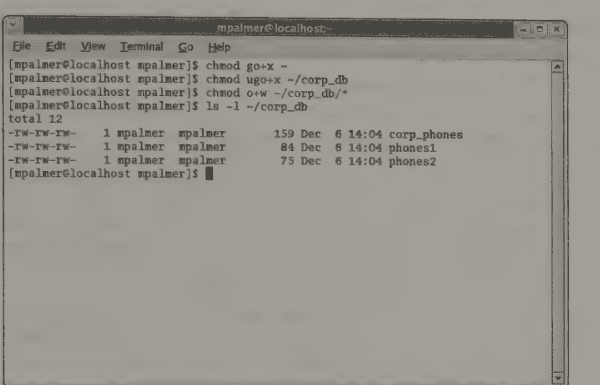 mpalmer@localhost:~
File Edit View Terminal Go Help
[mpalmer@localhost mpalmer]$ chmod go+x ~
[mpalmer@localhost mpalmer]$ chmod ugo+x ~/corp_db
[mpalmer@localhost mpalmer]$ chmod o+w ~/corp_db/*
[mpalmer@localhost mpalmer]$ ls -l ~/corp_db
total 12
-rw-rw-rw- 1 mpalmer mpalmer 159 Dec 6 14:04 corp_phones
-rw-rw-rw- 1 mpalmer mpalmer 84 Dec 6 14:04 phones1
-rw-rw-rw- 1 mpalmer mpalmer 75 Dec 6 14:04 phones2
[mpalmer@localhost mpalmer]$